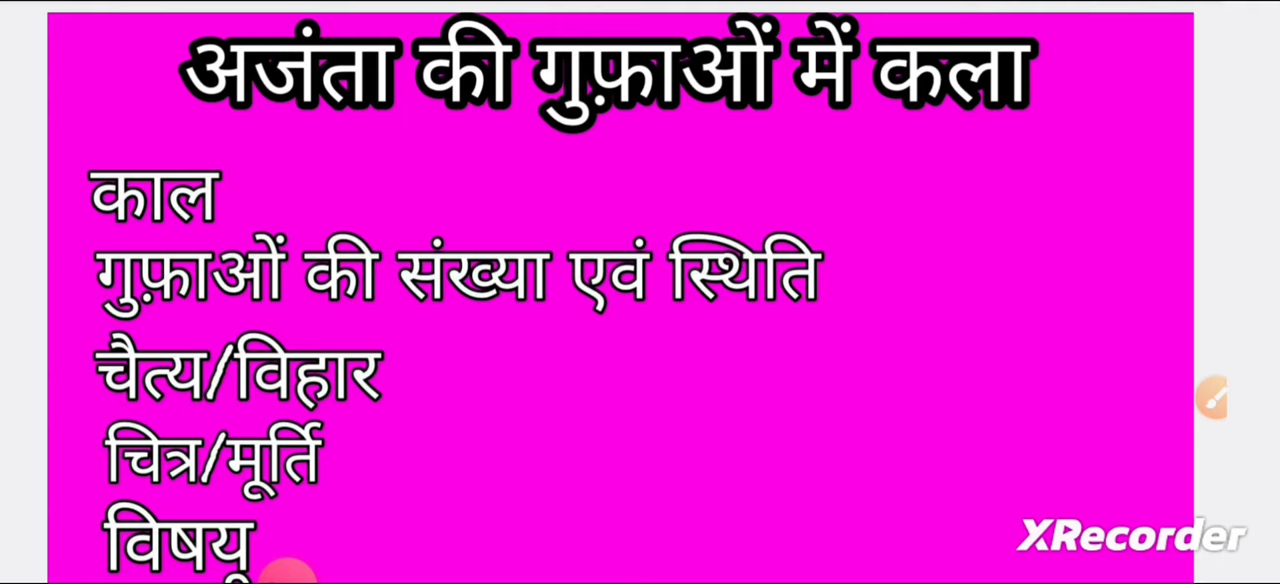 अजंता की गुफ़ाओं में कला
काल
गुफ़ाओं की संख्या एवं स्थिति
चैत्य/विहार
चित्र/मूर्ति
विषय
XRecorder